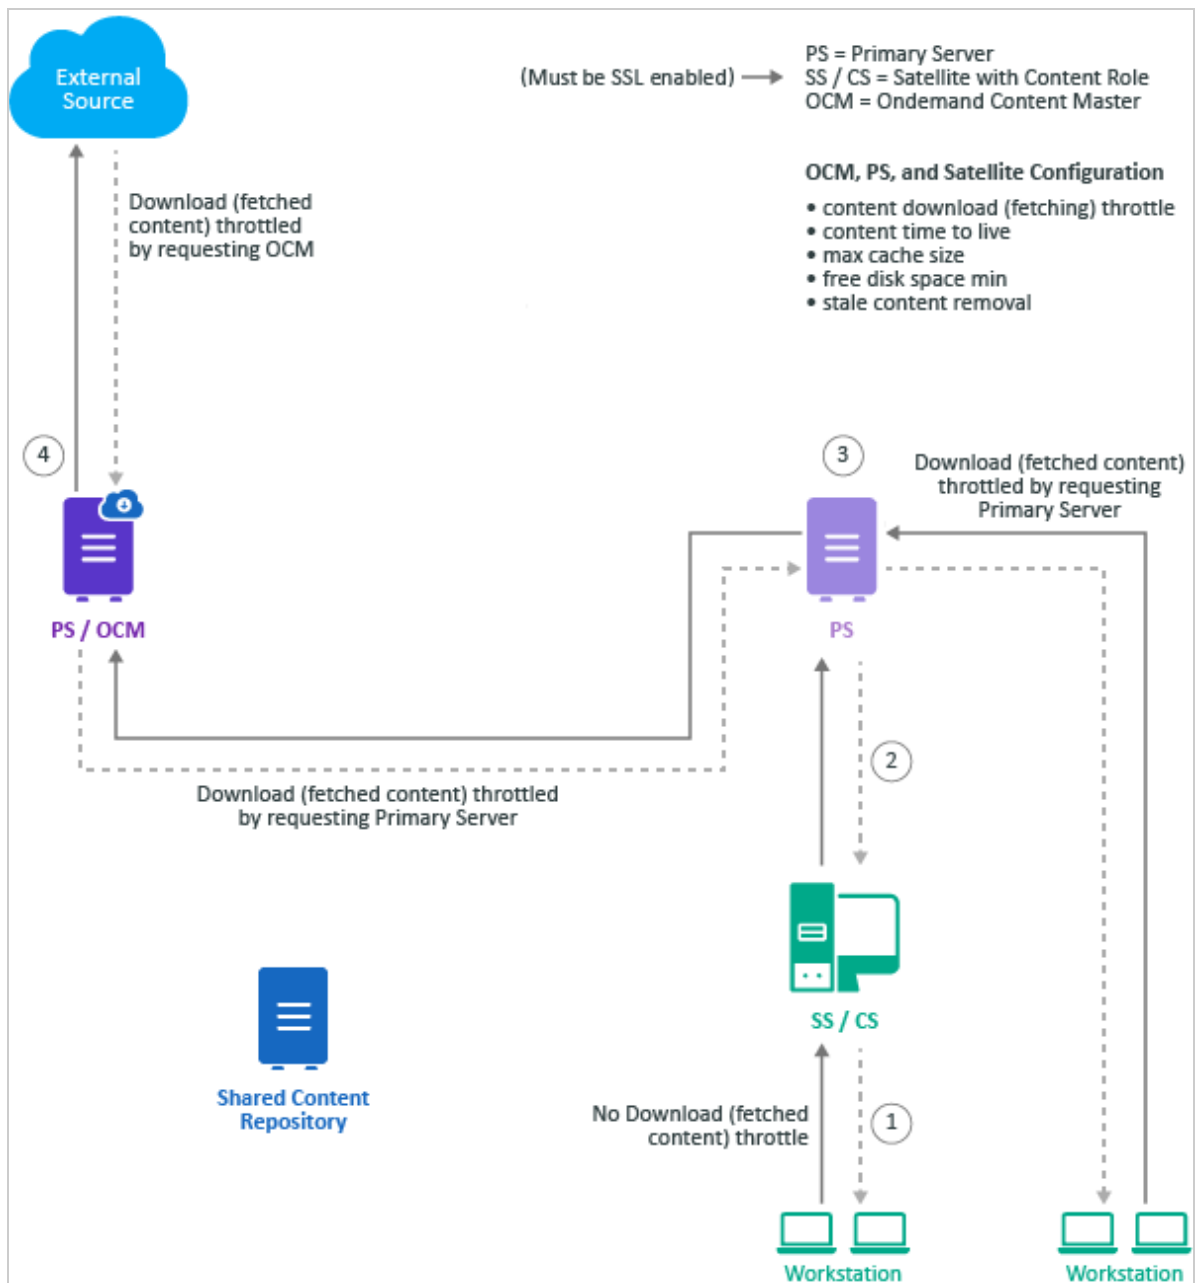 External
Source
(Must be SSL enabled)
PS = Primary Server
SS / CS = Satellite with Content Role
OCM = Ondemand Content Master
OCM, PS, and Satellite Configuration
• content download (fetching) throttle
• content time to live
• max cache size
• free disk space min
• stale content removal
Download (fetched
content) throttled
by requesting OCM
4
3
Download (fetched content)
throttled by requesting
Primary Server
PS / OCM
PS
2
Download (fetched content) throttled
by requesting Primary Server
SS / CS
Shared Content
Repository
No Download (fetched
content) throttle
1
Workstation
Workstation